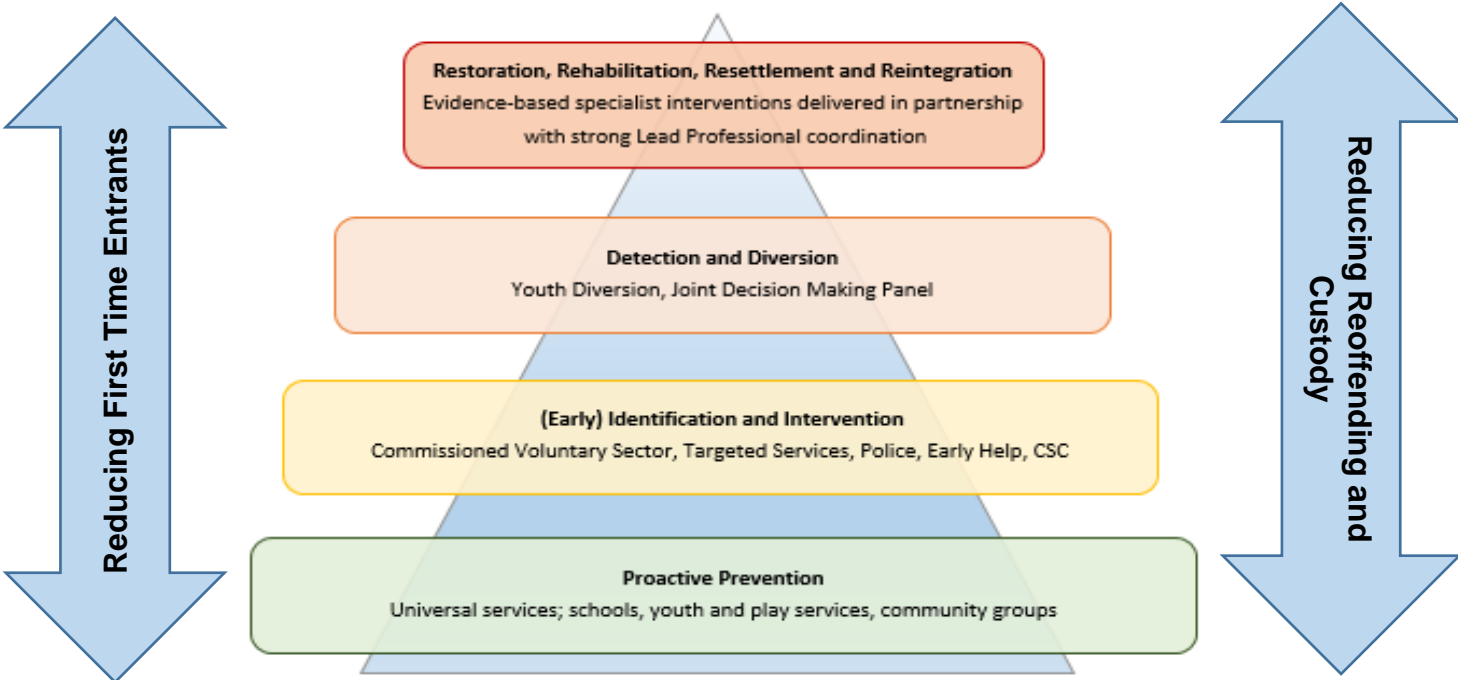 Reducing First Time Entrants
Restoration, Rehabilitation, Resettlement and Reintegration
Evidence-based specialist interventions delivered in partnership
with strong Lead Professional coordination
Detection and Diversion
Youth Diversion, Joint Decision Making Panel
(Early) Identification and Intervention
Commissioned Voluntary Sector, Targeted Services, Police, Early Help, CSC
Proactive Prevention
Universal services; schools, youth and play services, community groups
Reducing Reoffending and
Custody